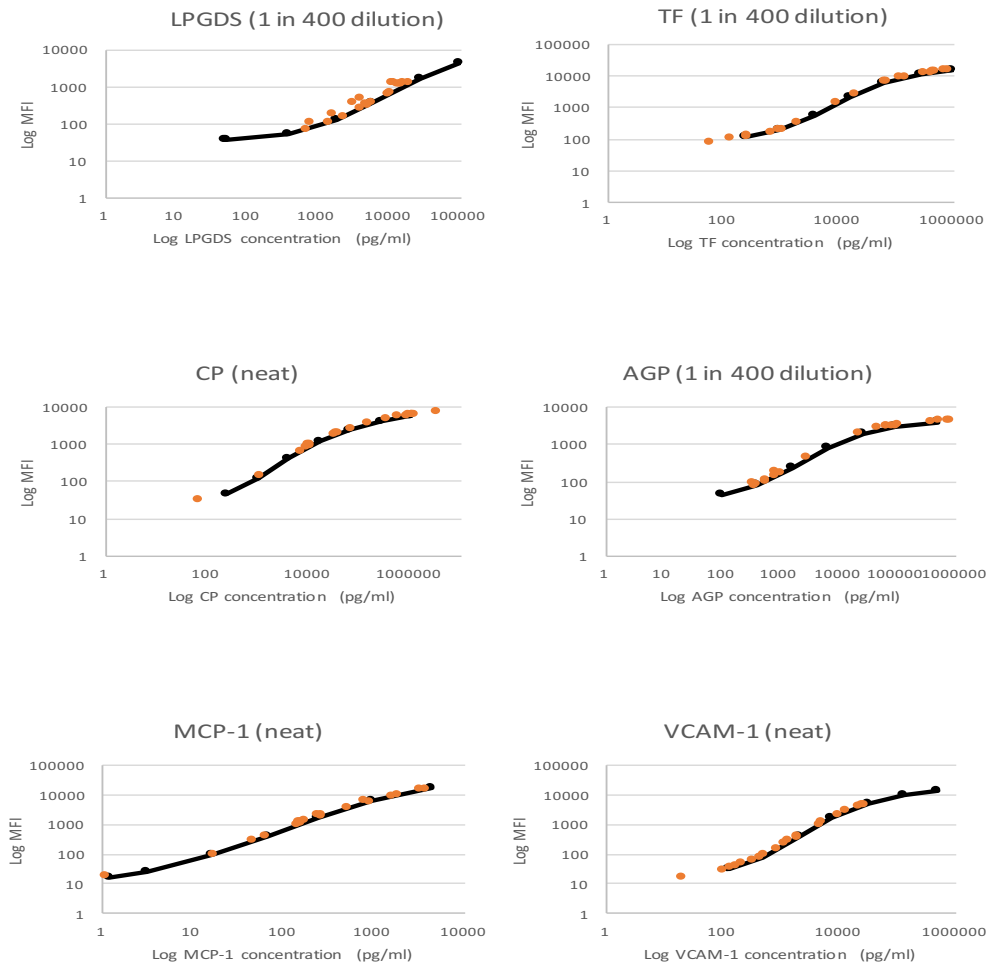 LPGDS (1 in 400 dilution)
10000
1000
100
10
1
Log MFI
1 10 100 1000 10000 100000
Log LPGDS concentration (pg/ml)
TF (1 in 400 dilution)
100000
10000
1000
100
10
1
Log MFI
1 100 10000 1000000
Log TF concentration (pg/ml)
CP (neat)
10000
1000
100
10
1
Log MFI
1 100 10000 1000000
Log CP concentration (pg/ml)
AGP (1 in 400 dilution)
10000
1000
100
10
1
Log MFI
1 10 100 1000 10000 100000 1000000
Log AGP concentration (pg/ml)
MCP-1 (neat)
100000
10000
1000
100
10
1
Log MFI
1 10 100 1000 10000
Log MCP-1 concentration (pg/ml)
VCAM-1 (neat)
100000
10000
1000
100
10
1
Log MFI
1 100 10000 1000000
Log VCAM-1 concentration (pg/ml)